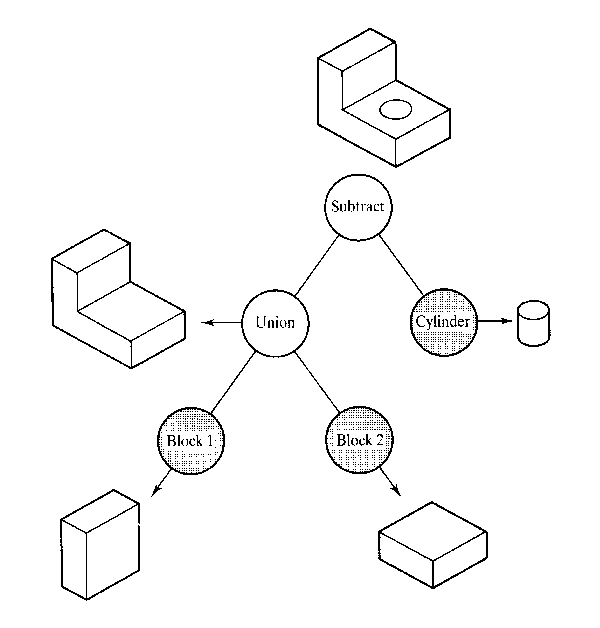 Subtract
Union
Cylinder
Block 1
Block 2